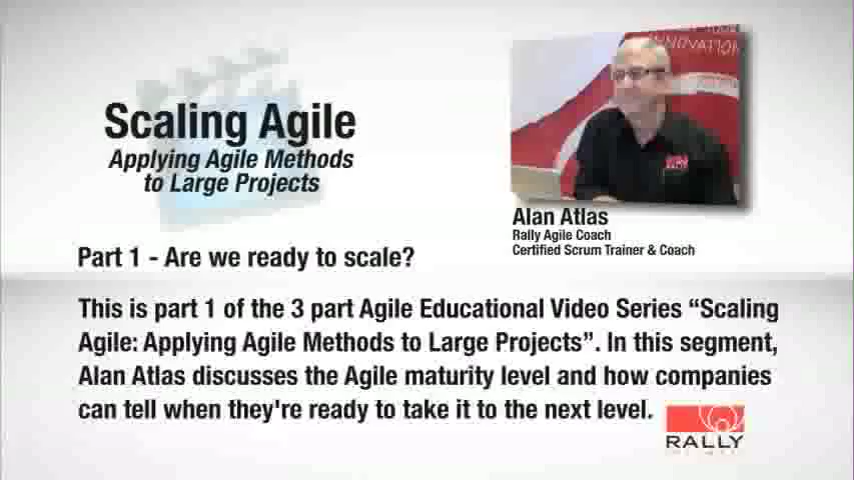 Scaling Agile
Applying Agile Methods
to Large Projects
INNOVATION
Alan Atlas
Rally Agile Coach
Certified Scrum Trainer & Coach
Part 1 - Are we ready to scale?
This is part 1 of the 3 part Agile Educational Video Series “Scaling
Agile: Applying Agile Methods to Large Projects”. In this segment,
Alan Atlas discusses the Agile maturity level and how companies
can tell when they're ready to take it to the next level.
RALLY